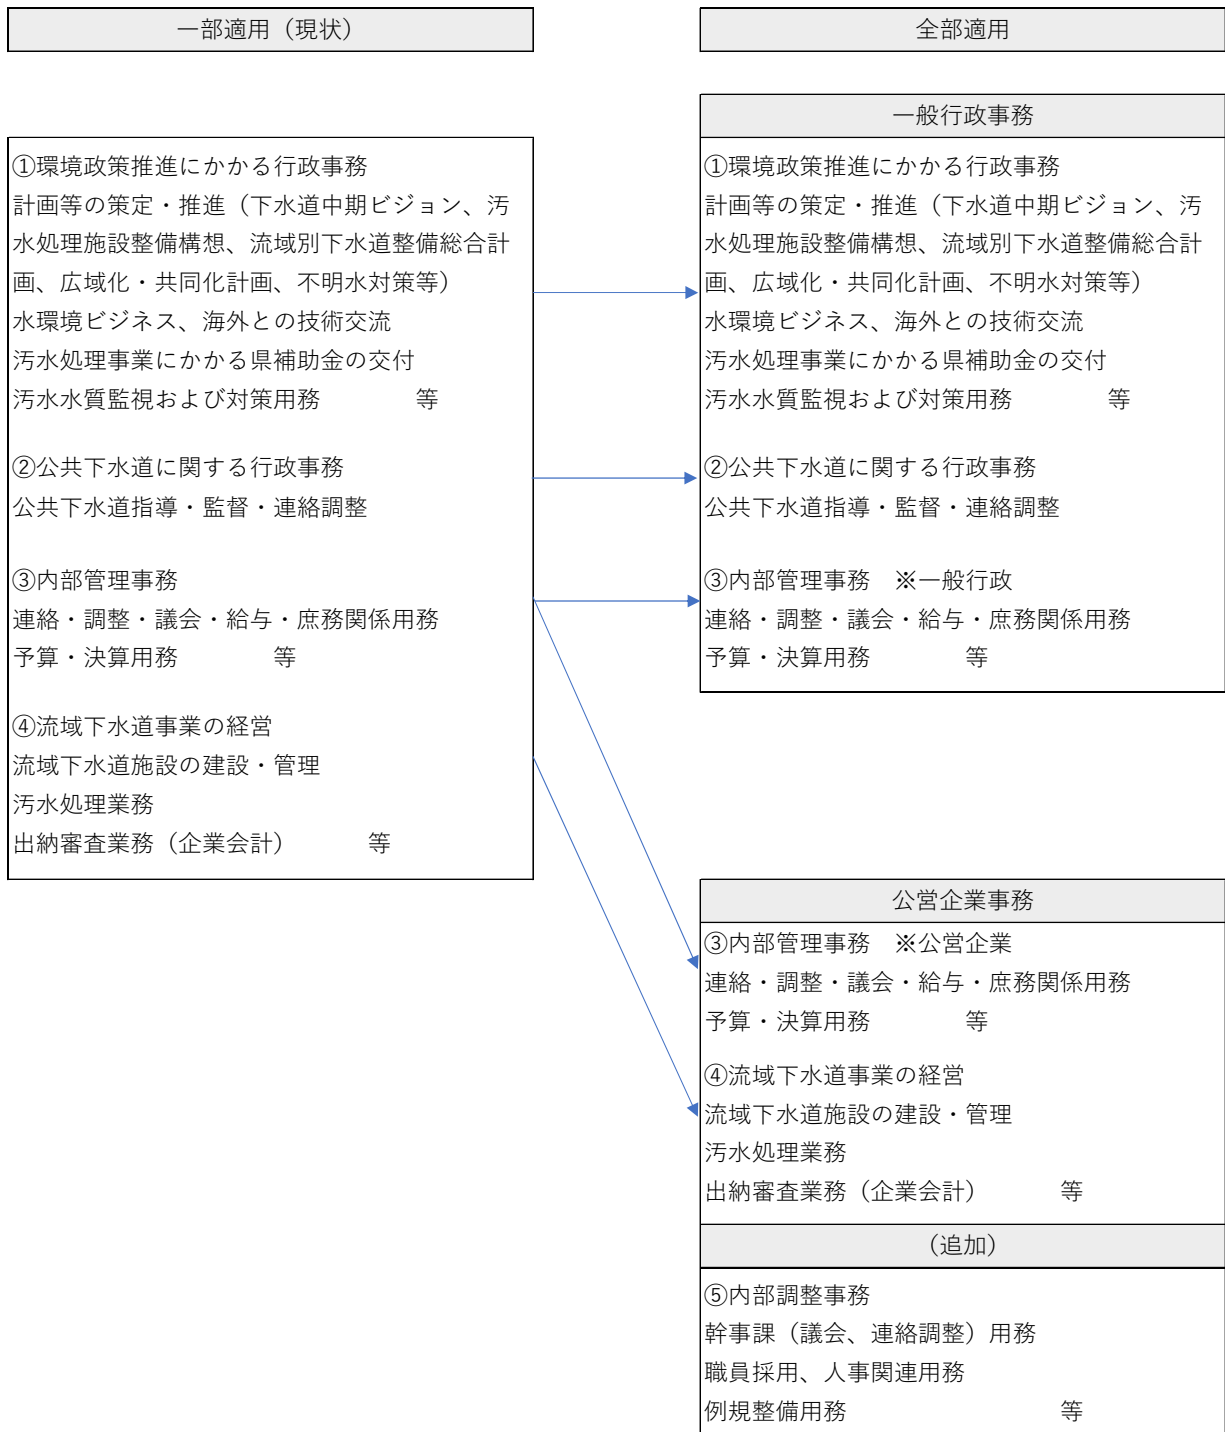 一部適用（現状）
①環境政策推進にかかる行政事務
計画等の策定・推進（下水道中期ビジョン、汚
水処理施設整備構想、流域別下水道整備総合計
画、広域化・共同化計画、不明水対策等）
水環境ビジネス、海外との技術交流
汚水処理事業にかかる県補助金の交付
汚水水質監視および対策用務　　　　等
②公共下水道に関する行政事務
公共下水道指導・監督・連絡調整
③内部管理事務
連絡・調整・議会・給与・庶務関係用務
予算・決算用務　　　　等
④流域下水道事業の経営
流域下水道施設の建設・管理
汚水処理業務
出納審査業務（企業会計）　　　等
全部適用
一般行政事務
①環境政策推進にかかる行政事務
計画等の策定・推進（下水道中期ビジョン、汚
水処理施設整備構想、流域別下水道整備総合計
画、広域化・共同化計画、不明水対策等）
水環境ビジネス、海外との技術交流
汚水処理事業にかかる県補助金の交付
汚水水質監視および対策用務　　　　等
②公共下水道に関する行政事務
公共下水道指導・監督・連絡調整
③内部管理事務　※一般行政
連絡・調整・議会・給与・庶務関係用務
予算・決算用務　　　　等
公営企業事務
③内部管理事務　※公営企業
連絡・調整・議会・給与・庶務関係用務
予算・決算用務　　　　等
④流域下水道事業の経営
流域下水道施設の建設・管理
汚水処理業務
出納審査業務（企業会計）　　　等
（追加）
⑤内部調整事務
幹事課（議会、連絡調整）用務
職員採用、人事関連用務
例規整備用務　　　　　　　　　等